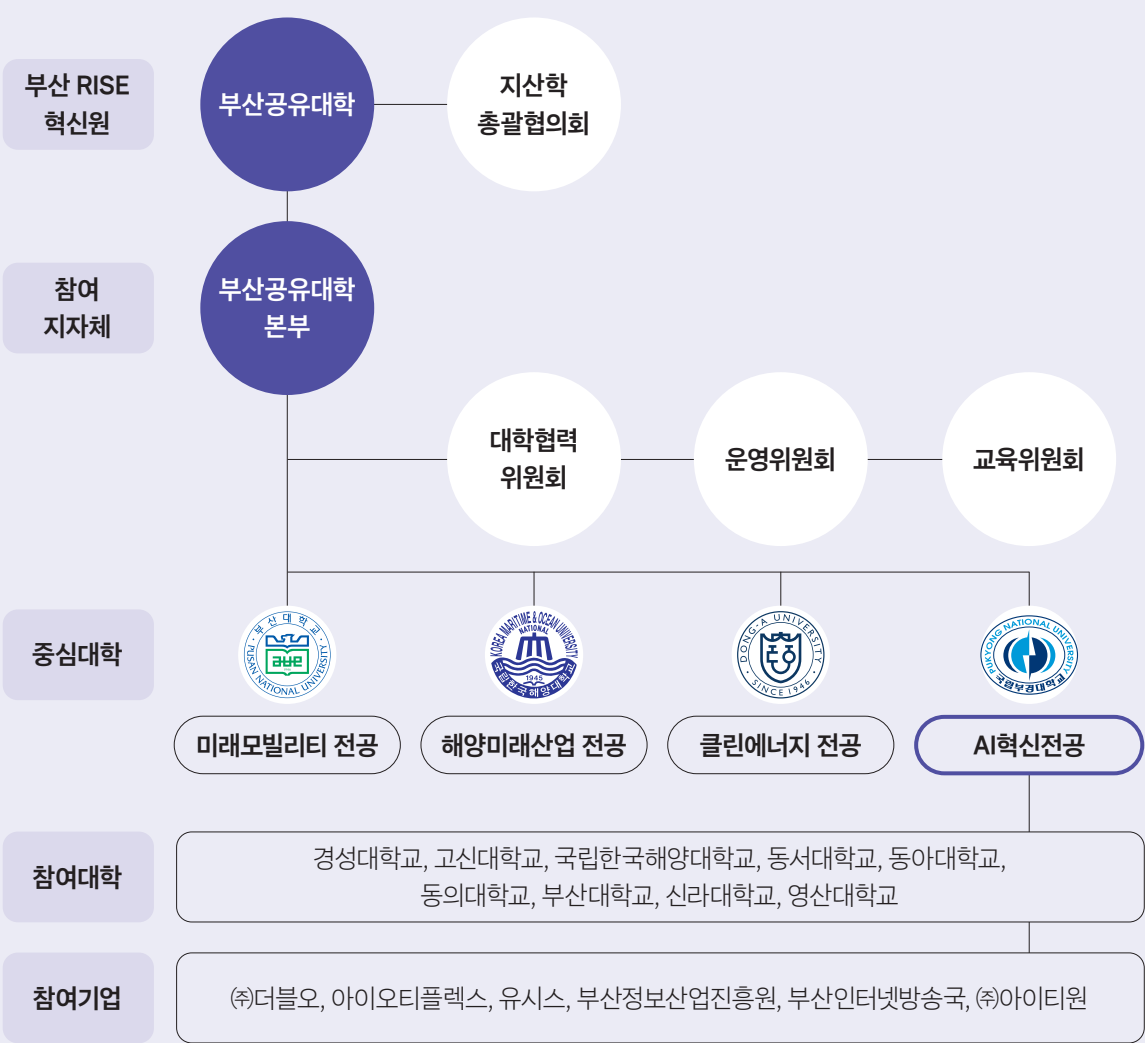 부산 RISE
혁신원
부산공유대학
지산학
총괄협의회
참여
지자체
부산공유대학
본부
대학협력
위원회
운영위원회
교육위원회
중심대학
부산대학교
PUSAN NATIONAL UNIVERSITY
KOREA MARITIME & OCEAN UNIVERSITY
NATIONAL
1945
국립한국해양대학교
DONG-A UNIVERSITY
SINCE 1946
PUKYONG NATIONAL UNIVERSITY
국립부경대학교
미래모빌리티 전공
해양미래산업 전공
클린에너지 전공
AI혁신전공
참여대학
경성대학교, 고신대학교, 국립한국해양대학교, 동서대학교, 동아대학교,
동의대학교, 부산대학교, 신라대학교, 영산대학교
참여기업
㈜더블오, 아이오티플렉스, 유시스, 부산정보산업진흥원, 부산인터넷방송국, ㈜아이티원